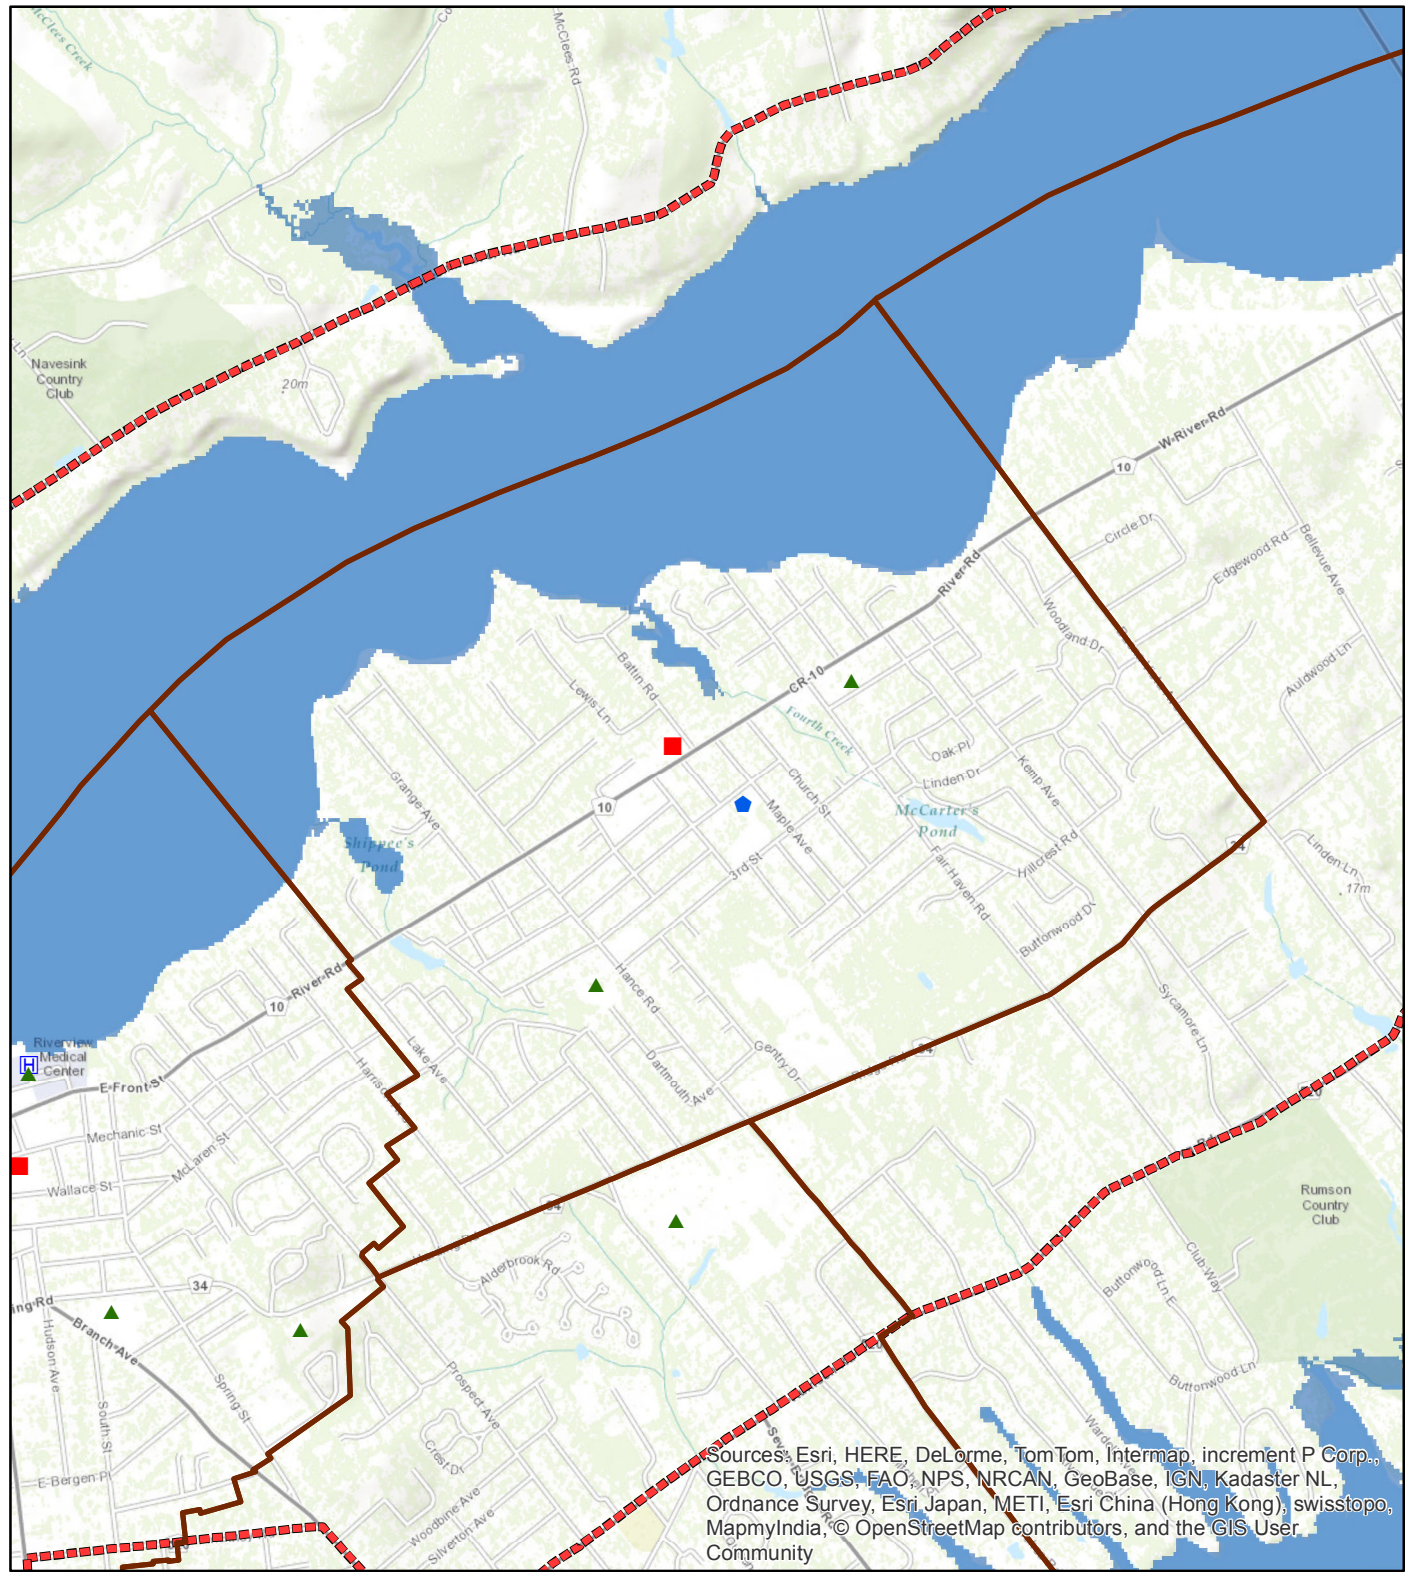 McClees Creek
McClees Rd
Navesink
Country
Club
20m
W River Rd
10
Circle Dr
Edgewood Rd
Bellevue Ave
River Rd
Woodland Dr
Auldwood Ln
Battin Rd
Lewis Ln
CR-10
Fourth Creek
Oak Pl
Linden Dr
Kemp Ave
Grange Ave
10
Church St
Maple Ave
McCarter's
Pond
Shippee's
Pond
34
Linden Ln
Hillcrest Rd
3rd St
Fair Haven Rd
17m
Buttonwood Dr
River Rd
10
Hance Rd
Sycamore Ln
Riverview
Medical
Center
H
E Front St
Lake Ave
Gentry Dr
Ridge Rd
34
Dartmouth Ave
Mechanic St
McLaren St
Wallace St
Rumson
Country
Club
34
Alderbrook Rd
Club Way
Buttonwood Ln E
34
ing Rd
Branch Ave
Hudson Ave
Prospect Ave
Spring St
South St
Buttonwood Ln
Crest Dr
E Bergen Pl
Woodbine Ave
Silverton Ave
Sources: Esri, HERE, DeLorme, TomTom, Intermap, increment P Corp.,
GEBCO, USGS, FAO, NPS, NRCAN, GeoBase, IGN, Kadaster NL,
Ordnance Survey, Esri Japan, METI, Esri China (Hong Kong), swisstopo,
MapmyIndia, © OpenStreetMap contributors, and the GIS User
Community